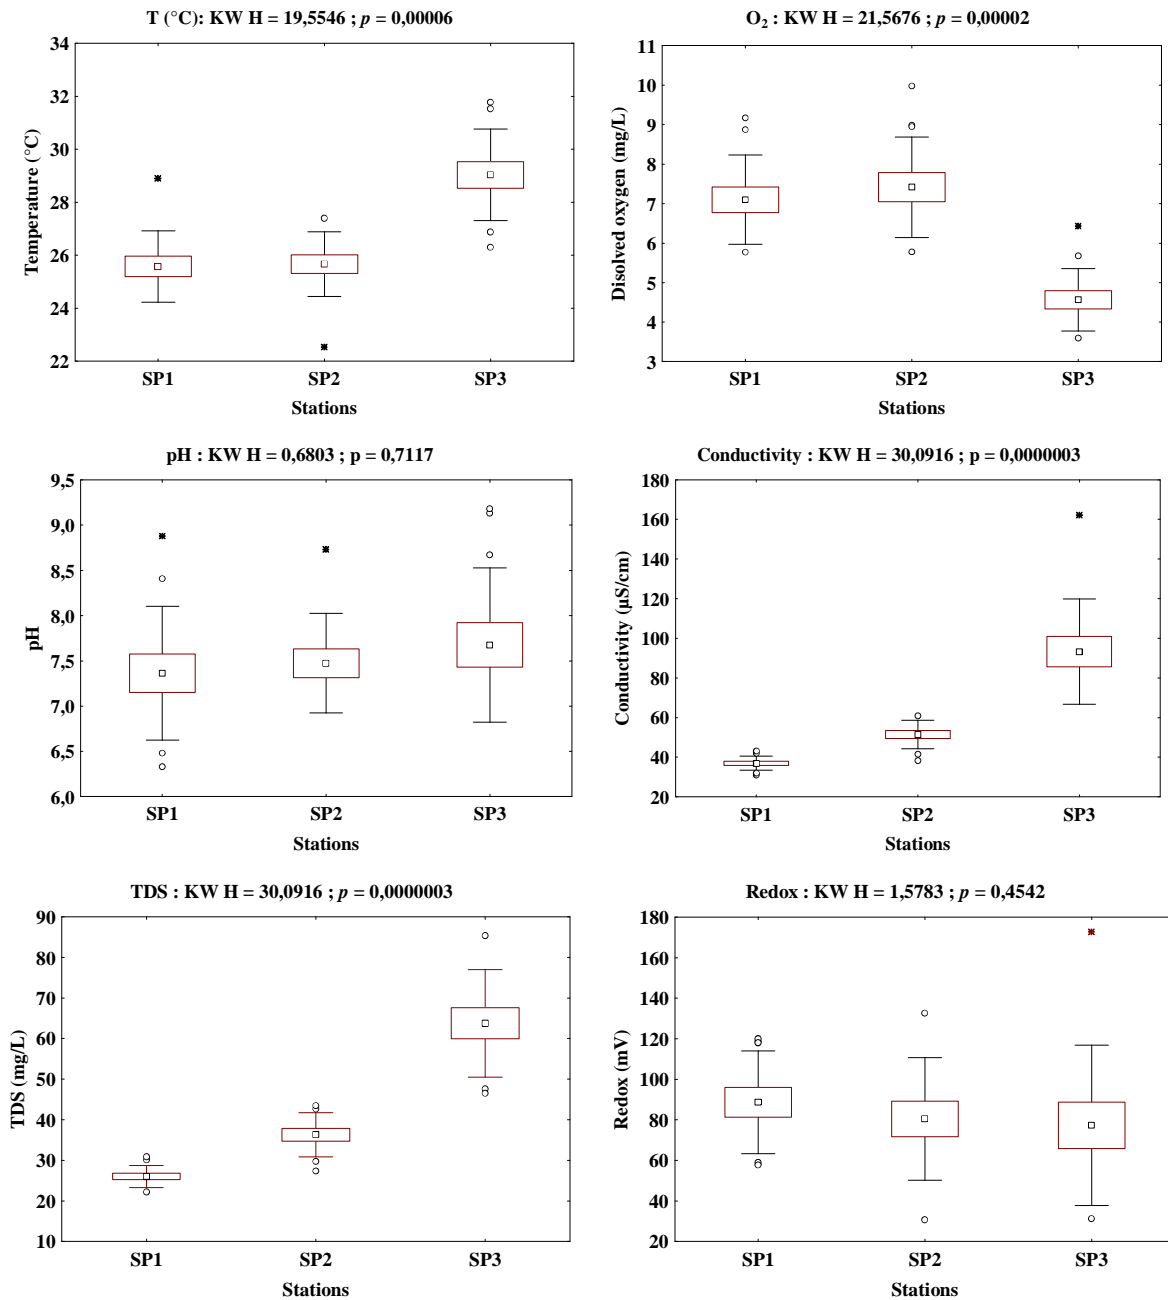 T (°C): KW H = 19,5546 ; p = 0,00006
34
32
30
28
26
24
22
Temperature (°C)
SP1 SP2 SP3
Stations
O2 : KW H = 21,5676 ; p = 0,00002
11
10
9
8
7
6
5
4
3
Disolved oxygen (mg/L)
SP1 SP2 SP3
Stations
pH : KW H = 0,6803 ; p = 0,7117
9,5
9,0
8,5
8,0
7,5
7,0
6,5
6,0
pH
SP1 SP2 SP3
Stations
Conductivity : KW H = 30,0916 ; p = 0,0000003
180
160
140
120
100
80
60
40
20
Conductivity (µS/cm)
SP1 SP2 SP3
Stations
TDS : KW H = 30,0916 ; p = 0,0000003
90
80
70
60
50
40
30
20
10
TDS (mg/L)
SP1 SP2 SP3
Stations
Redox : KW H = 1,5783 ; p = 0,4542
180
160
140
120
100
80
60
40
20
Redox (mV)
SP1 SP2 SP3
Stations